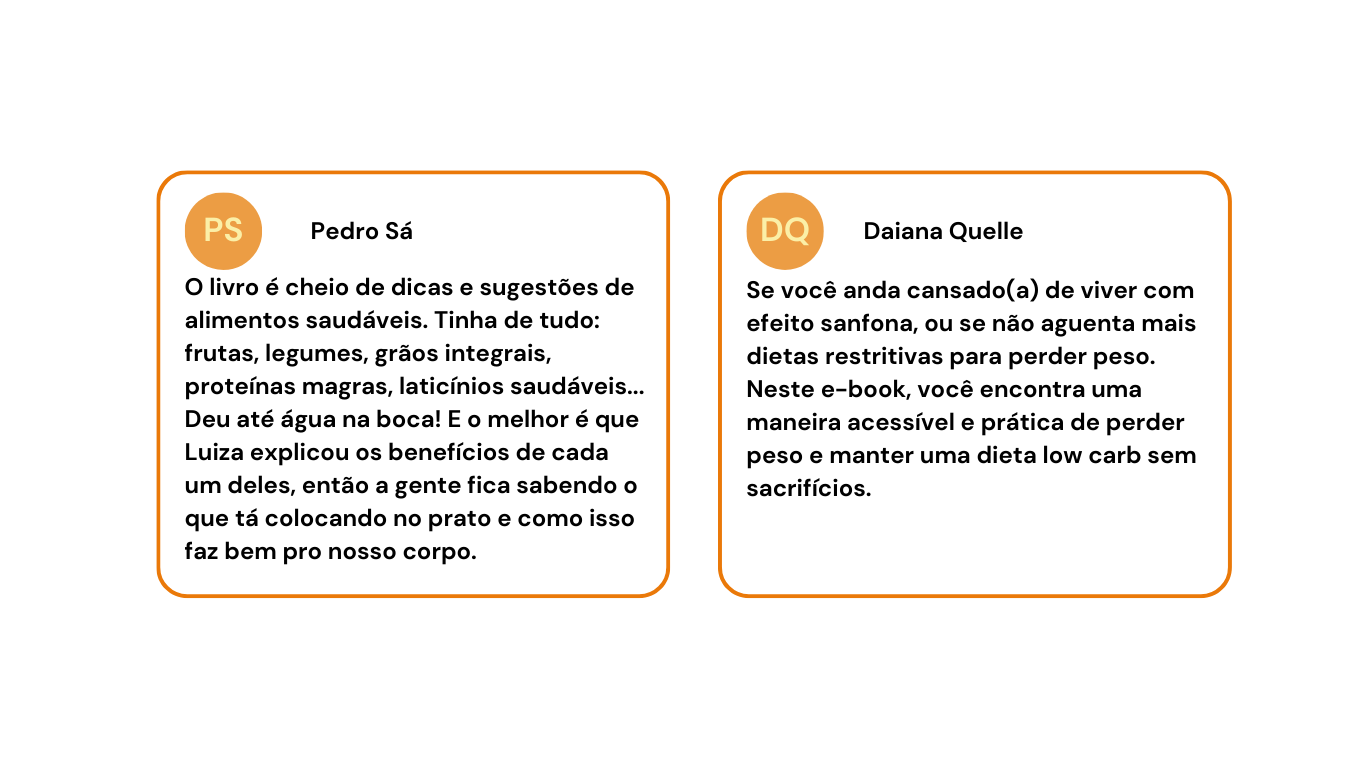 PS
Pedro Sá
O livro é cheio de dicas e sugestões de
alimentos saudáveis. Tinha de tudo:
frutas, legumes, grãos integrais,
proteínas magras, laticínios saudáveis...
Deu até água na boca! E o melhor é que
Luiza explicou os benefícios de cada
um deles, então a gente fica sabendo o
que tá colocando no prato e como isso
faz bem pro nosso corpo.
DQ
Daiana Quelle
Se você anda cansado(a) de viver com
efeito sanfona, ou se não aguenta mais
dietas restritivas para perder peso.
Neste e-book, você encontra uma
maneira acessível e prática de perder
peso e manter uma dieta low carb sem
sacrifícios.